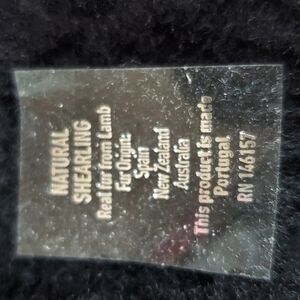 NATURAL
SHEARLING
Real fur from Lamb
Fur Origin:
Spain
New Zealand
Australia
This product is made
Portugal
RN 146157